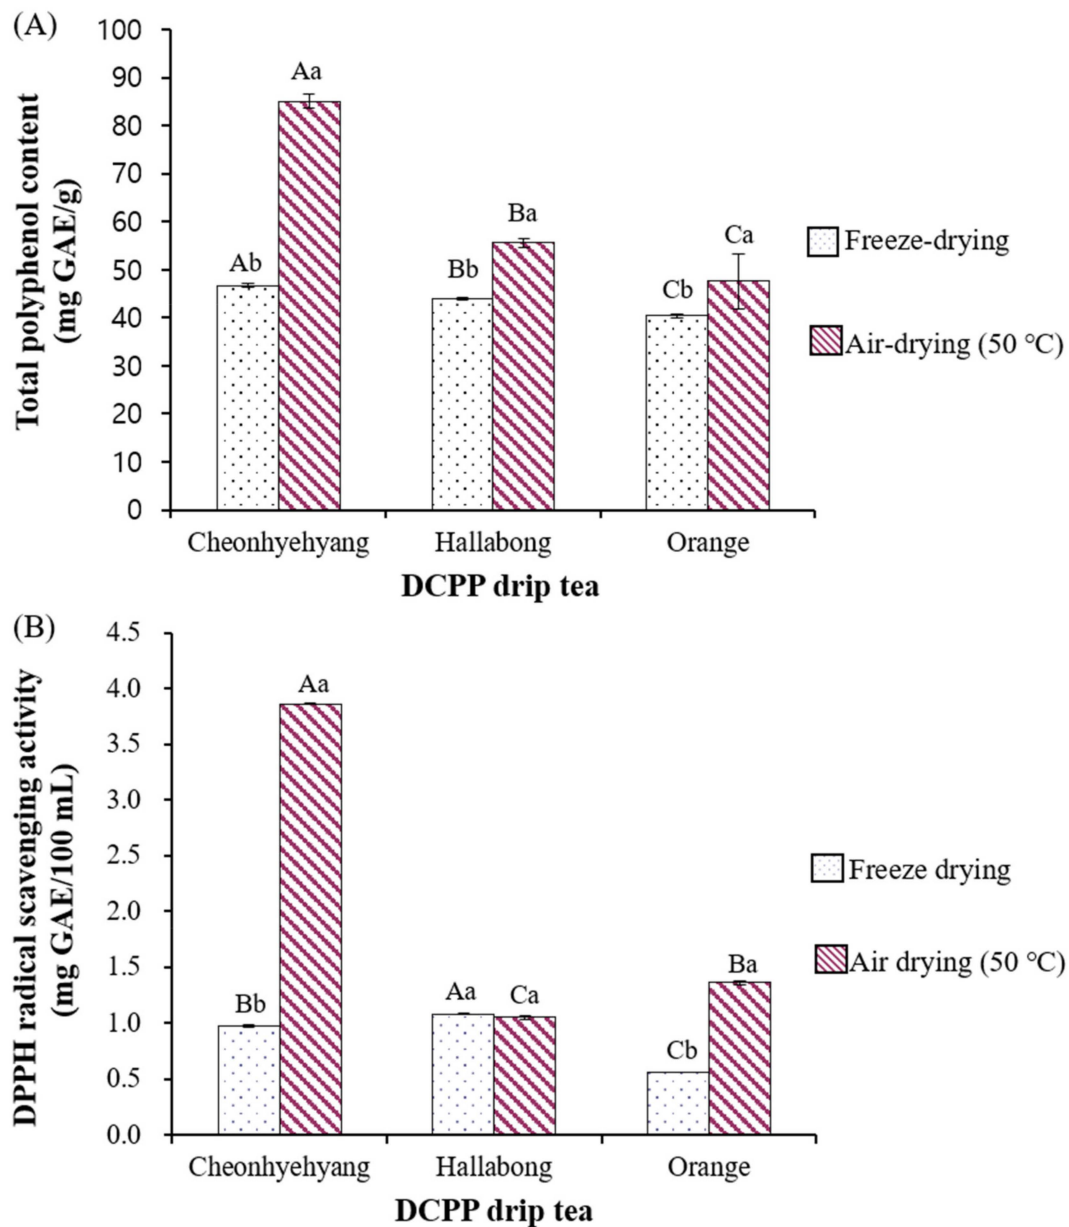 (A)
Total polyphenol content
(mg GAE/g)
100
90
80
70
60
50
40
30
20
10
0
Ab
Aa
Bb
Ba
Cb
Ca
Cheonhyehyang
Hallabong
Orange
DCPP drip tea
Freeze-drying
Air-drying (50 °C)
(B)
DPPH radical scavenging activity
(mg GAE/100 mL)
4.5
4.0
3.5
3.0
2.5
2.0
1.5
1.0
0.5
0.0
Bb
Aa
Aa
Ca
Cb
Ba
Cheonhyehyang
Hallabong
Orange
DCPP drip tea
Freeze drying
Air drying (50 °C)